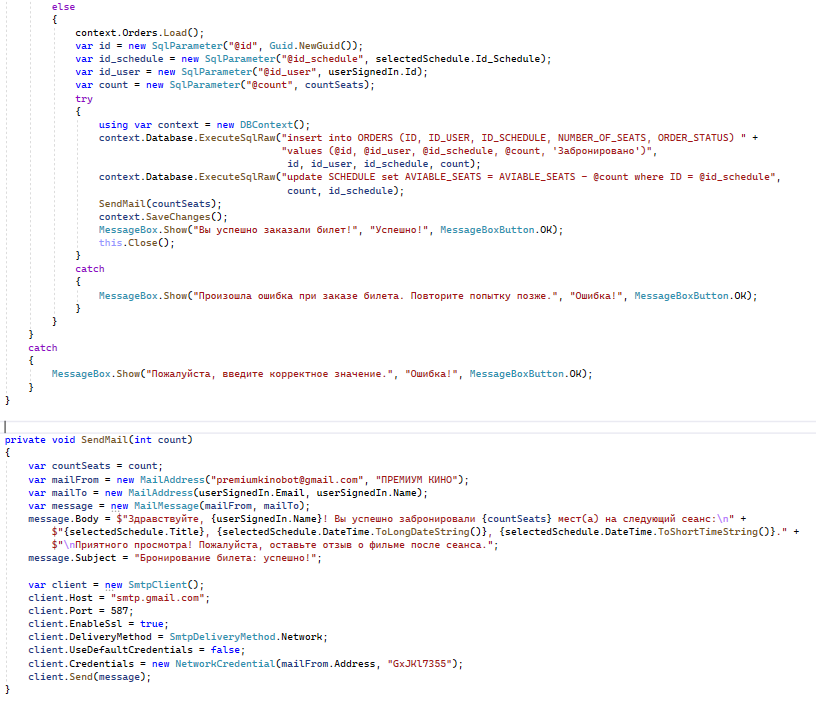 else
{
context.Orders.Load();
var id = new SqlParameter("@id", Guid.NewGuid());
var id_schedule = new SqlParameter("@id_schedule", selectedSchedule.Id_Schedule);
var id_user = new SqlParameter("@id_user", userSignedIn.Id);
var count = new SqlParameter("@count", countSeats);
try
{
using var context = new DBContext();
context.Database.ExecuteSqlRaw("insert into ORDERS (ID, ID_USER, ID_SCHEDULE, NUMBER_OF_SEATS, ORDER_STATUS) " +
"values (@id, @id_user, @id_schedule, @count, 'Забронировано')",
id, id_user, id_schedule, count);
context.Database.ExecuteSqlRaw("update SCHEDULE set AVIABLE_SEATS = AVIABLE_SEATS - @count where ID = @id_schedule",
count, id_schedule);
SendMail(countSeats);
context.SaveChanges();
MessageBox.Show("Вы успешно заказали билет!", "Успешно!", MessageBoxButton.OK);
this.Close();
}
catch
{
MessageBox.Show("Произошла ошибка при заказе билета. Повторите попытку позже.", "Ошибка!", MessageBoxButton.OK);
}
}
}
catch
{
MessageBox.Show("Пожалуйста, введите корректное значение.", "Ошибка!", MessageBoxButton.OK);
}
}
private void SendMail(int count)
{
var countSeats = count;
var mailFrom = new MailAddress("premiumkinobot@gmail.com", "ПРЕМИУМ КИНО");
var mailTo = new MailAddress(userSignedIn.Email, userSignedIn.Name);
var message = new MailMessage(mailFrom, mailTo);
message.Body = $"Здравствуйте, {userSignedIn.Name}! Вы успешно забронировали {countSeats} мест(а) на следующий сеанс:\n" +
$"{selectedSchedule.Title}, {selectedSchedule.DateTime.ToLongDateString()}, {selectedSchedule.DateTime.ToShortTimeString()}." +
$"\nПриятного просмотра! Пожалуйста, оставьте отзыв о фильме после сеанса.";
message.Subject = "Бронирование билета: успешно!";
var client = new SmtpClient();
client.Host = "smtp.gmail.com";
client.Port = 587;
client.EnableSsl = true;
client.DeliveryMethod = SmtpDeliveryMethod.Network;
client.UseDefaultCredentials = false;
client.Credentials = new NetworkCredential(mailFrom.Address, "GxJKl7355");
client.Send(message);
}